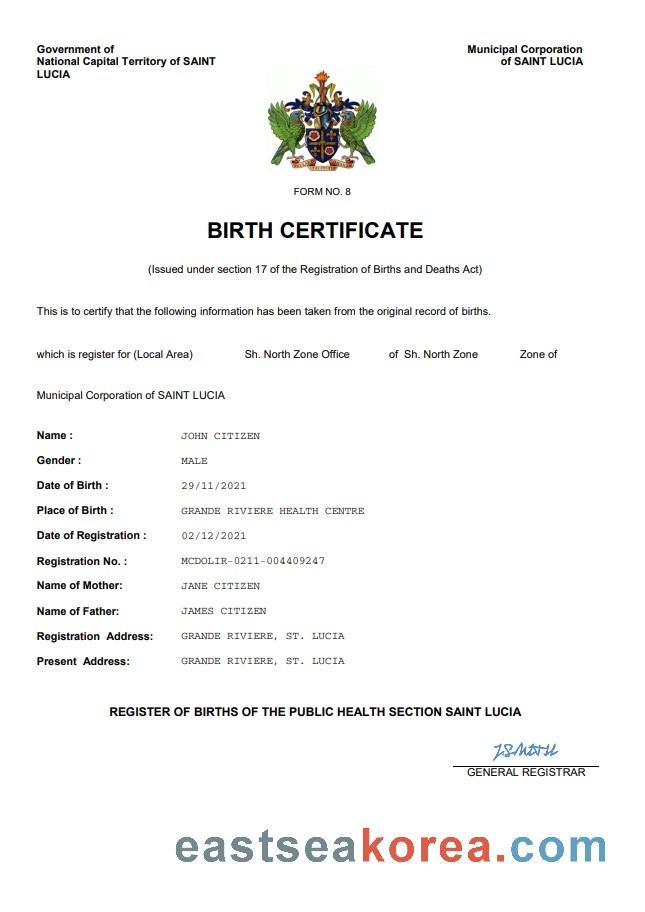 Government of
National Capital Territory of SAINT
LUCIA
Municipal Corporation
of SAINT LUCIA
FORM NO. 8
BIRTH CERTIFICATE
(Issued under section 17 of the Registration of Births and Deaths Act)
This is to certify that the following information has been taken from the original record of births.
which is register for (Local Area) Sh. North Zone Office of Sh. North Zone Zone of
Municipal Corporation of SAINT LUCIA
Name : JOHN CITIZEN
Gender : MALE
Date of Birth : 29/11/2021
Place of Birth : GRANDE RIVIERE HEALTH CENTRE
Date of Registration : 02/12/2021
Registration No. : MCDOLIR-0211-004409247
Name of Mother: JANE CITIZEN
Name of Father: JAMES CITIZEN
Registration Address: GRANDE RIVIERE, ST. LUCIA
Present Address: GRANDE RIVIERE, ST. LUCIA
REGISTER OF BIRTHS OF THE PUBLIC HEALTH SECTION SAINT LUCIA
GENERAL REGISTRAR
eastseakorea.com